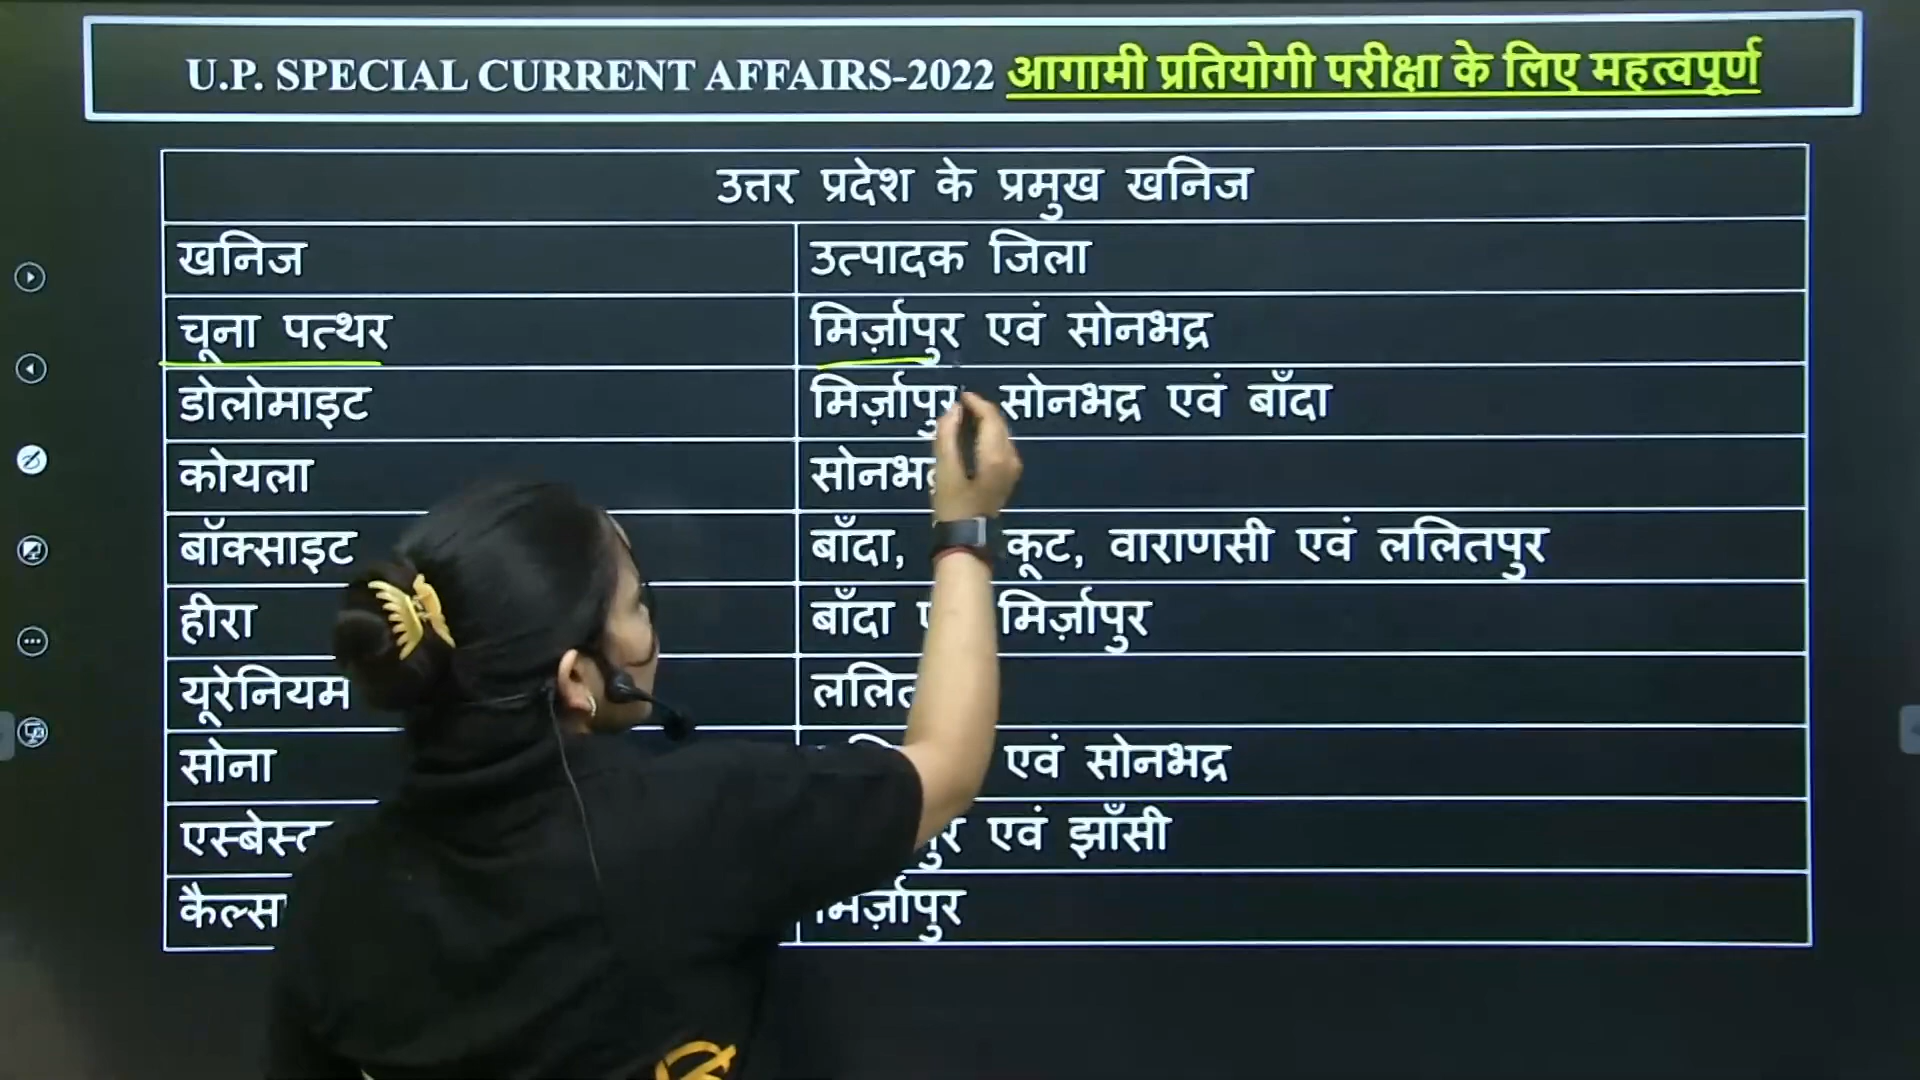 U.P. SPECIAL CURRENT AFFAIRS-2022 आगामी प्रतियोगी परीक्षा के लिए महत्वपूर्ण
उत्तर प्रदेश के प्रमुख खनिज
खनिज उत्पादक जिला
चूना पत्थर मिर्ज़ापुर एवं सोनभद्र
डोलोमाइट मिर्ज़ापुर सोनभद्र एवं बाँदा
कोयला
बॉक्साइट बाँदा, वाराणसी एवं ललितपुर
हीरा बाँदा मिर्ज़ापुर
यूरेनियम
सोना एवं सोनभद्र
एवं झाँसी
मिर्ज़ापुर